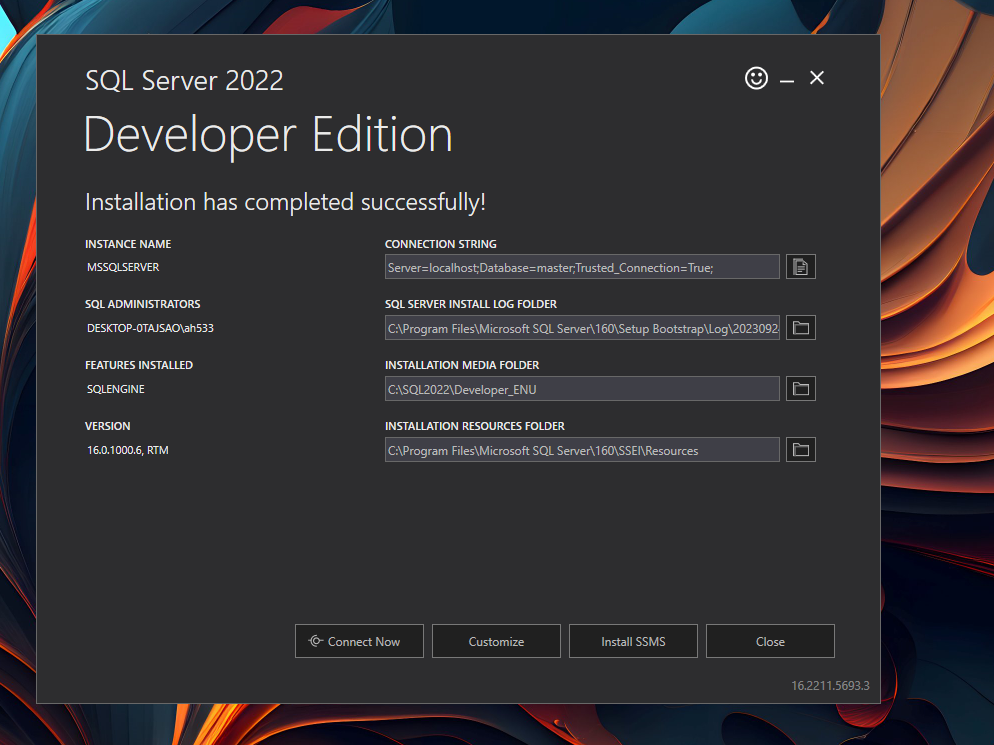 SQL Server 2022
Developer Edition
Installation has completed successfully!
INSTANCE NAME
MSSQLSERVER
CONNECTION STRING
Server=localhost;Database=master;Trusted_Connection=True;
SQL ADMINISTRATORS
DESKTOP-0TAJSAO\ah533
SQL SERVER INSTALL LOG FOLDER
C:\Program Files\Microsoft SQL Server\160\Setup Bootstrap\Log\2023092
FEATURES INSTALLED
SQLENGINE
INSTALLATION MEDIA FOLDER
C:\SQL2022\Developer_ENU
VERSION
16.0.1000.6, RTM
INSTALLATION RESOURCES FOLDER
C:\Program Files\Microsoft SQL Server\160\SSEI\Resources
Connect Now
Customize
Install SSMS
Close
16.2211.5693.3